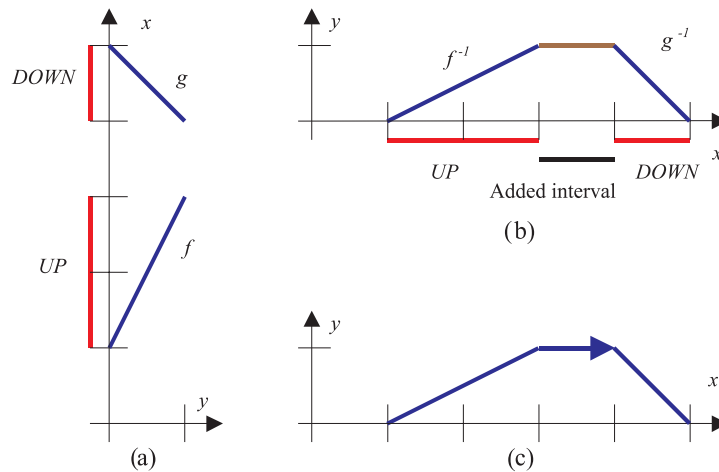 x
DOWN
g
UP
f
y
(a)
y
f -1
g -1
x
UP
DOWN
Added interval
(b)
y
x
(c)